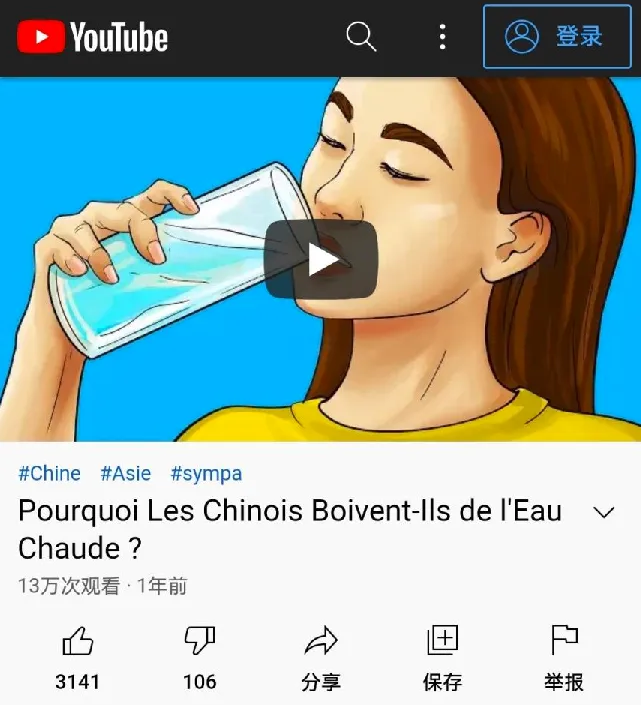 YouTube
登录
#Chine #Asie #sympa
Pourquoi Les Chinois Boivent-Ils de l'Eau
Chaude ?
13万次观看 · 1年前
3141 106 分享 保存 举报